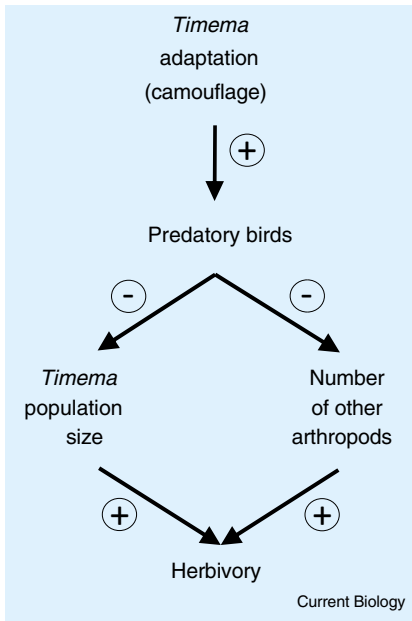 Timema
adaptation
(camouflage)
+
Predatory birds
-
-
Timema
population
size
Number
of other
arthropods
+
+
Herbivory
Current Biology